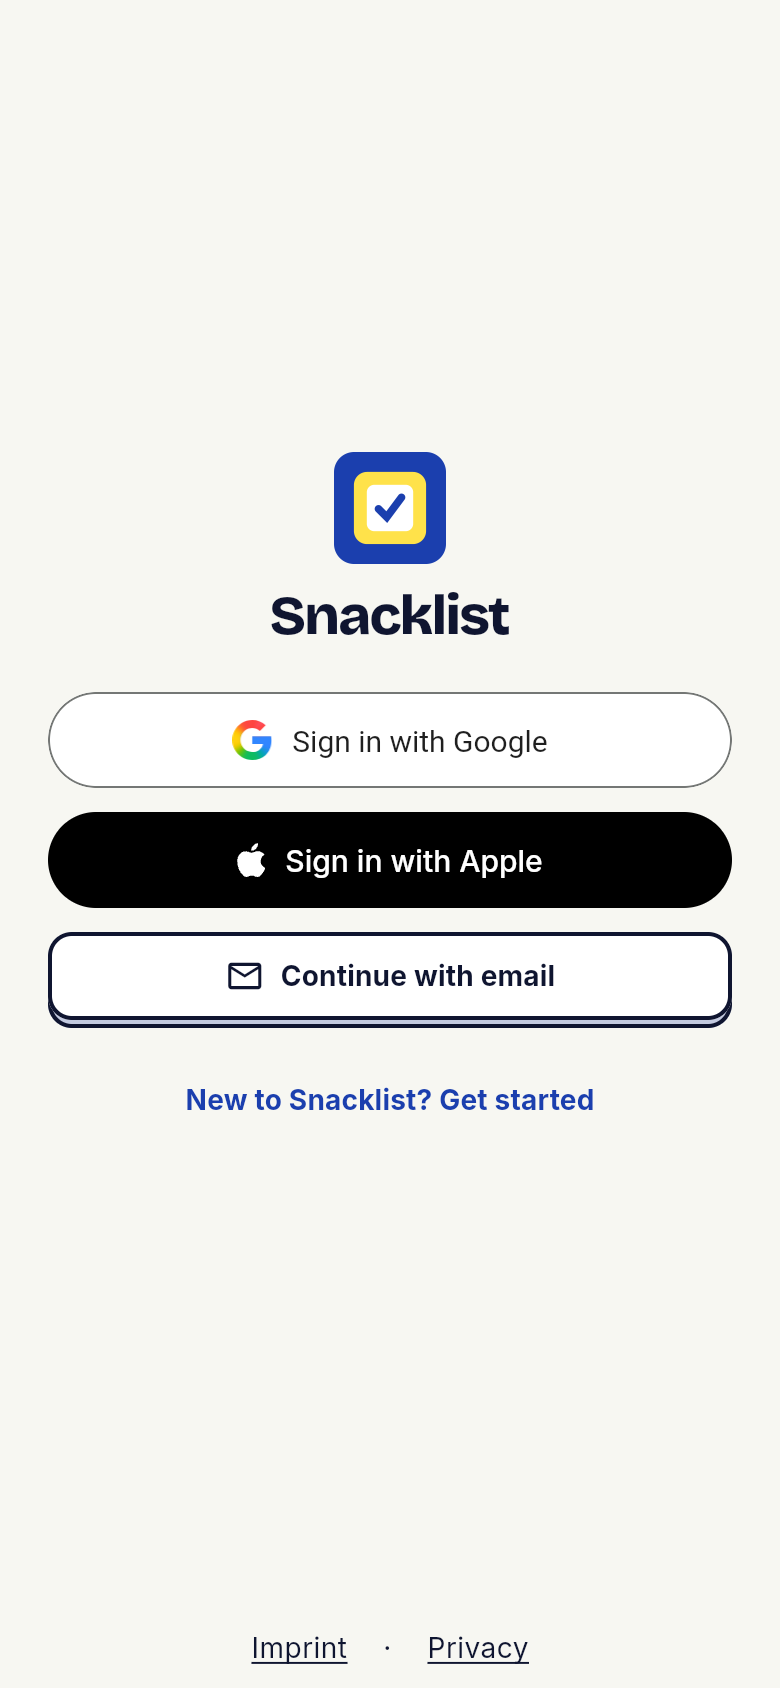 Snacklist
Sign in with Google
Sign in with Apple
Continue with email
New to Snacklist? Get started
Imprint · Privacy